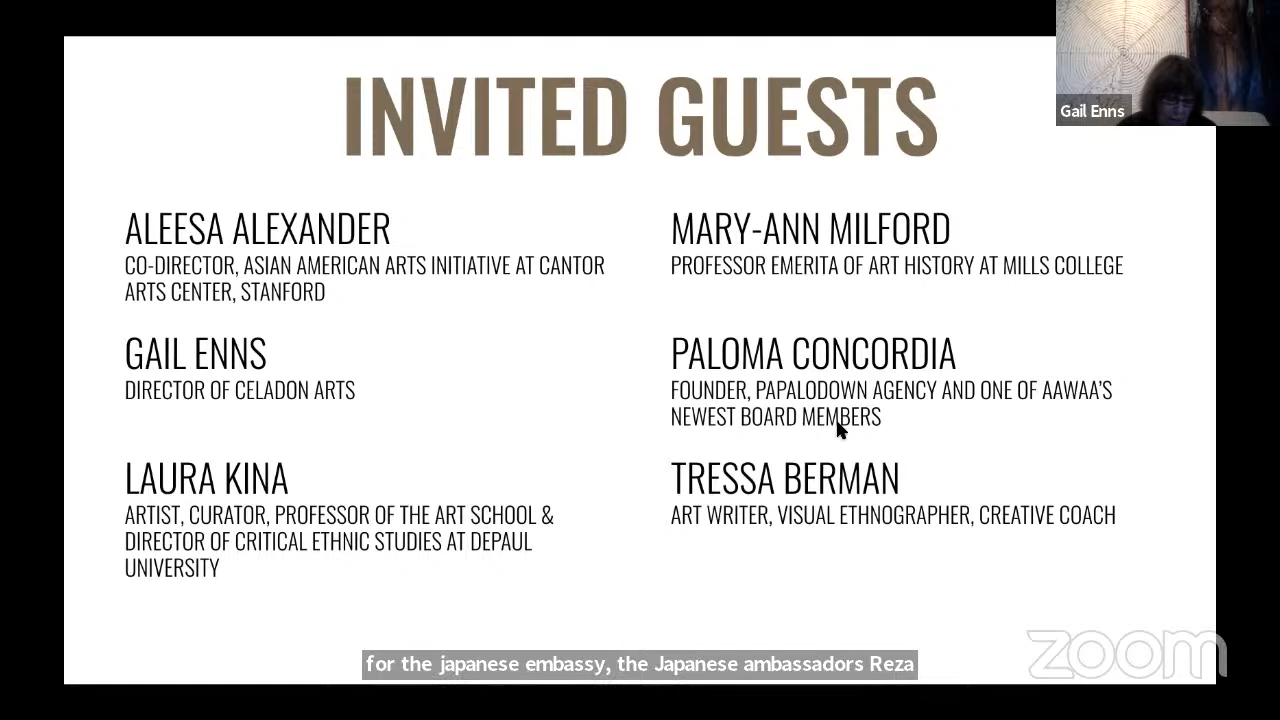 INVITED GUESTS
Gail Enns
ALEESA ALEXANDER
CO-DIRECTOR, ASIAN AMERICAN ARTS INITIATIVE AT CANTOR
ARTS CENTER, STANFORD
GAIL ENNS
DIRECTOR OF CELADON ARTS
LAURA KINA
ARTIST, CURATOR, PROFESSOR OF THE ART SCHOOL &
DIRECTOR OF CRITICAL ETHNIC STUDIES AT DEPAUL
UNIVERSITY
MARY-ANN MILFORD
PROFESSOR EMERITA OF ART HISTORY AT MILLS COLLEGE
PALOMA CONCORDIA
FOUNDER, PAPALODOWN AGENCY AND ONE OF AAWAA'S
NEWEST BOARD MEMBERS
TRESSA BERMAN
ART WRITER, VISUAL ETHNOGRAPHER, CREATIVE COACH
for the japanese embassy, the Japanese ambassadors Reza
zoom